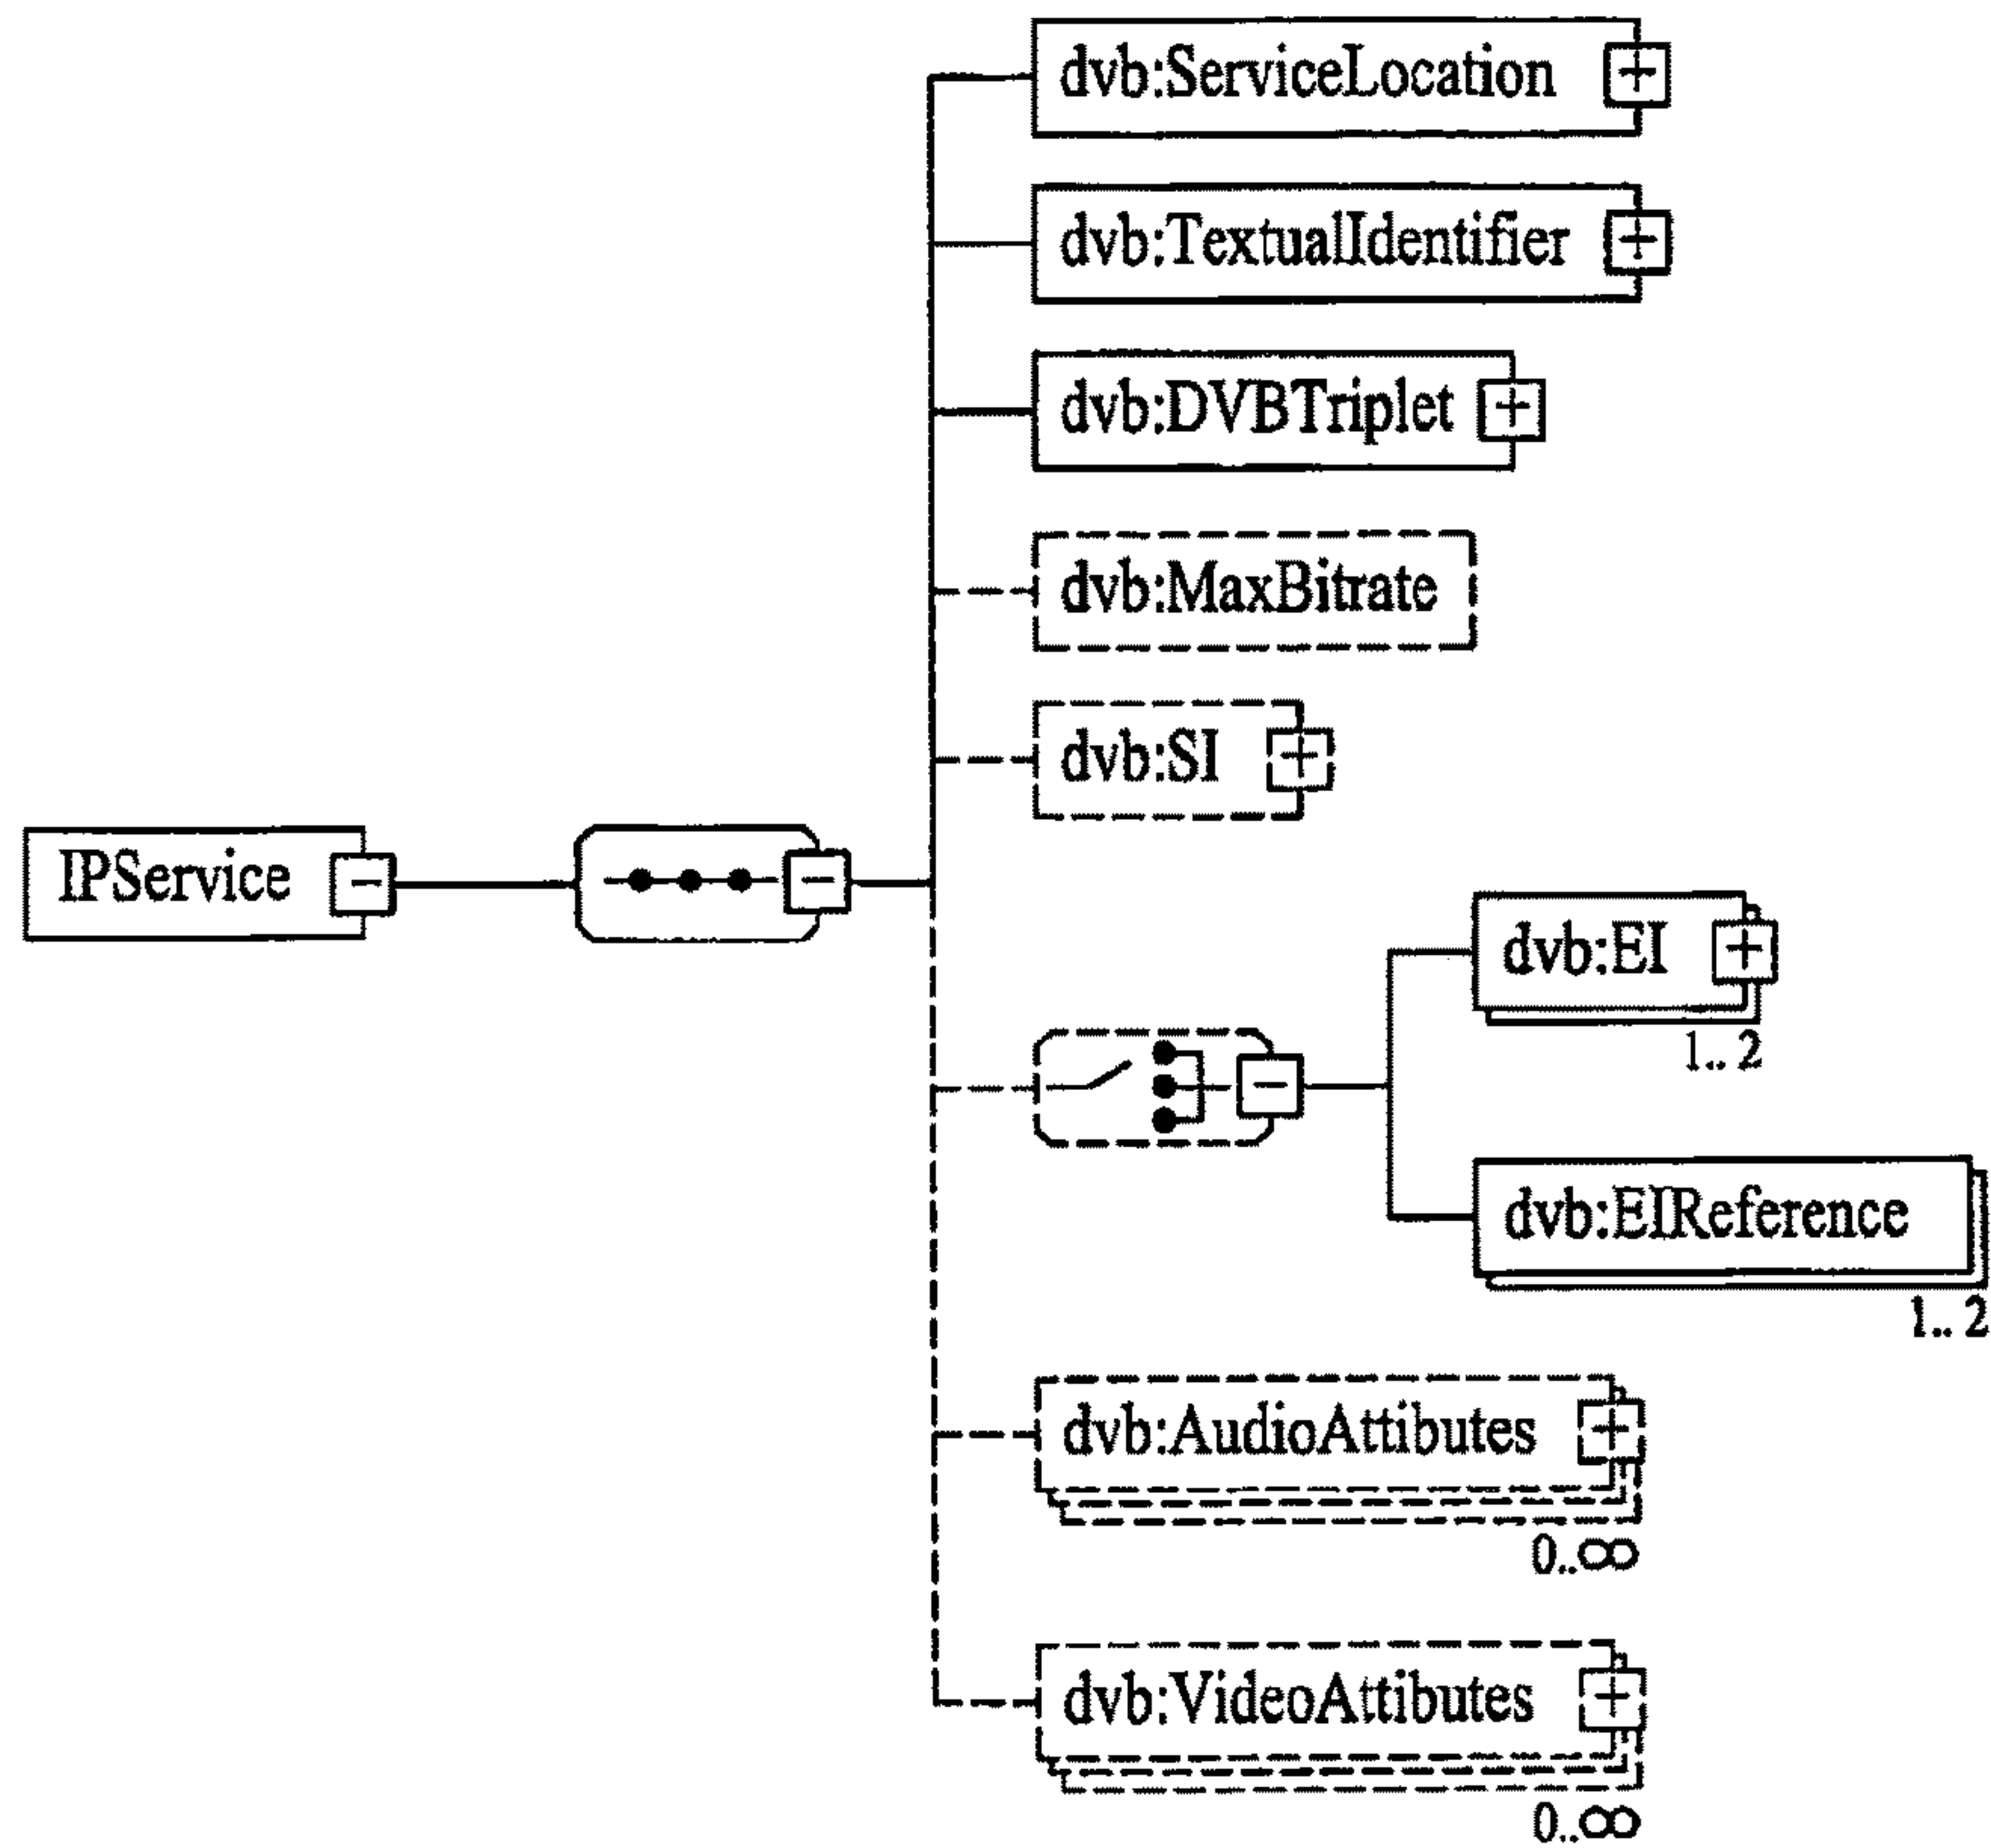 dvb:ServiceLocation
dvb:TextualIdentifier
dvb:DVBTriplet
dvb:MaxBitrate
dvb:SI
IPService
dvb:EI
1.. 2
dvb:EIReference
1.. 2
dvb:AudioAttibutes
0..∞
dvb:VideoAttibutes
0..∞